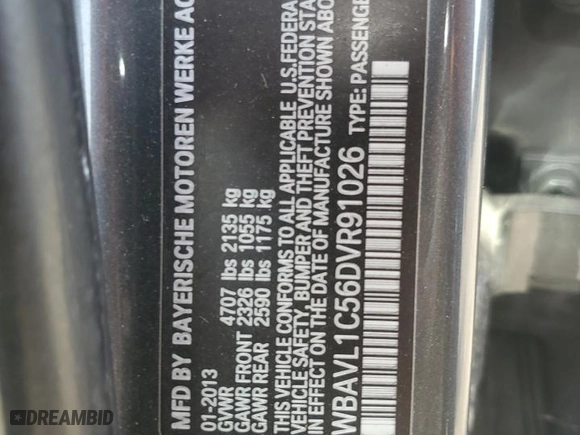 MFD BY BAYERISCHE MOTOREN WERKE AG
01-2013
GVWR 4707 lbs 2135 kg
GAWR FRONT 2326 lbs 1055 kg
GAWR REAR 2590 lbs 1175 kg
THIS VEHICLE CONFORMS TO ALL APPLICABLE U.S.FEDERA
VEHICLE SAFETY, BUMPER AND THEFT PREVENTION STA
IN EFFECT ON THE DATE OF MANUFACTURE SHOWN ABOV
WBAVL1C56DVR91026 TYPE: PASSENGE
DREAMBID